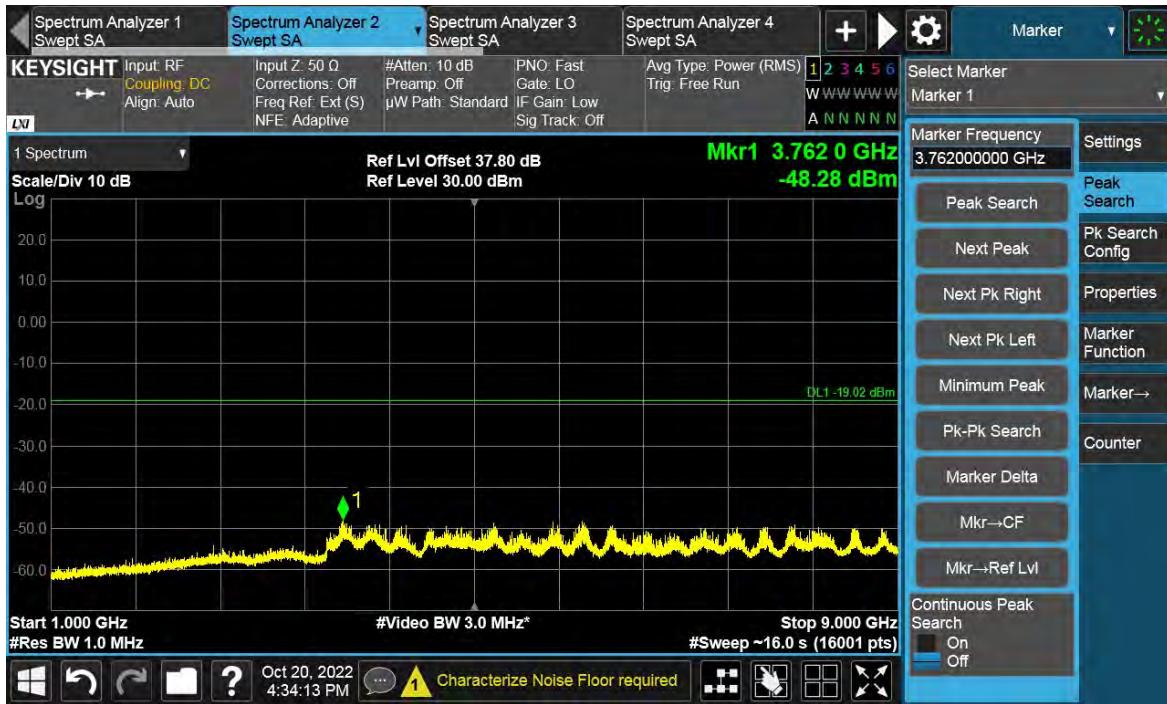 Spectrum Analyzer 1
Swept SA
Spectrum Analyzer 2
Swept SA
Spectrum Analyzer 3
Swept SA
Spectrum Analyzer 4
Swept SA
+
Marker
KEYSIGHT
LXI
Input: RF
Coupling: DC
Align: Auto
Input Z: 50 Ω
Corrections: Off
Freq Ref: Ext (S)
NFE: Adaptive
#Atten: 10 dB
Preamp: Off
µW Path: Standard
PNO: Fast
Gate: LO
IF Gain: Low
Sig Track: Off
Avg Type: Power (RMS)
Trig: Free Run
1 2 3 4 5 6
W W W W W W
A N N N N N
Select Marker
Marker 1
1 Spectrum
Scale/Div 10 dB
Log
Ref Lvl Offset 37.80 dB
Ref Level 30.00 dBm
Mkr1 3.762 0 GHz
-48.28 dBm
20.0
10.0
0.00
-10.0
-20.0
-30.0
-40.0
-50.0
-60.0
DL1 -19.02 dBm
1
Start 1.000 GHz
#Res BW 1.0 MHz
#Video BW 3.0 MHz*
Stop 9.000 GHz
#Sweep ~16.0 s (16001 pts)
Marker Frequency
3.762000000 GHz
Peak Search
Next Peak
Next Pk Right
Next Pk Left
Minimum Peak
Pk-Pk Search
Marker Delta
Mkr→CF
Mkr→Ref Lvl
Continuous Peak
Search
On
Off
Settings
Peak
Search
Pk Search
Config
Properties
Marker
Function
Marker→
Counter
?
Oct 20, 2022
4:34:13 PM
1
Characterize Noise Floor required